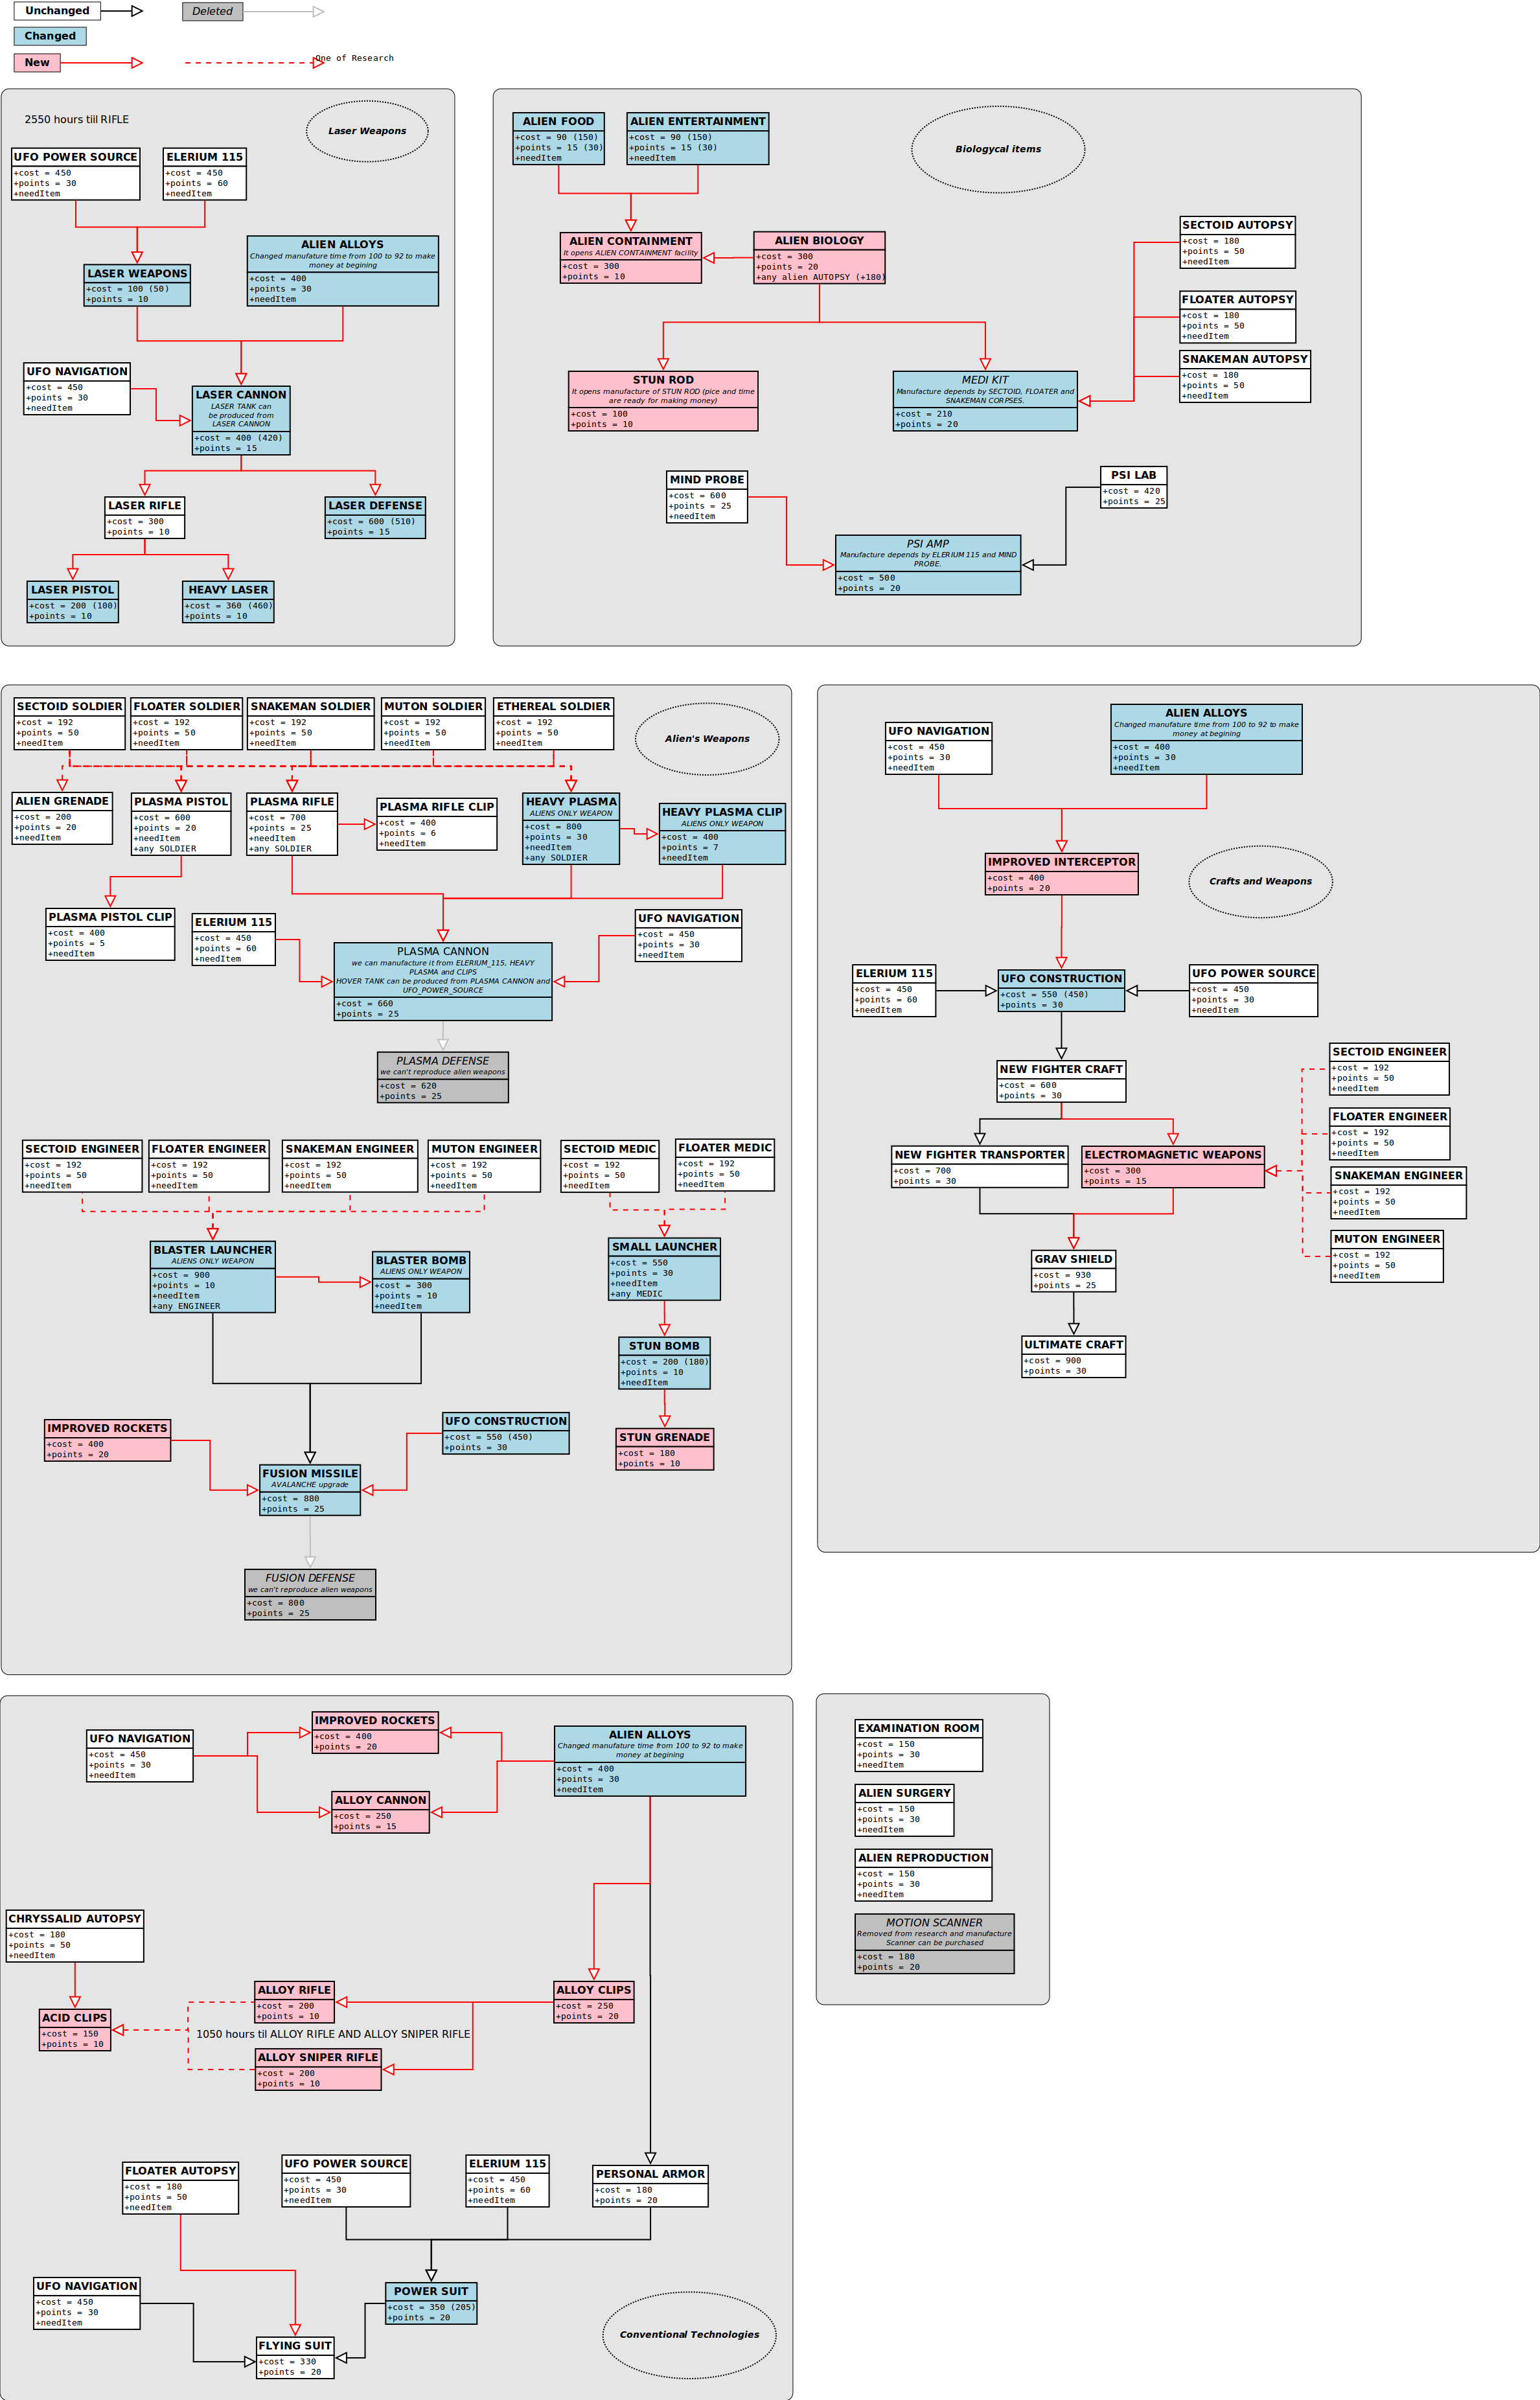 Unchanged
Deleted
Changed
New
One of Research
2550 hours tiil RIFLE
Laser Weapons
UFO POWER SOURCE
+cost = 450
+points = 30
+needItem
ELERIUM 115
+cost = 450
+points = 60
+needItem
ALIEN ALLOYS
Changed manufature time from 100 to 92 to make
money at begining
+cost = 400
+points = 30
+needItem
LASER WEAPONS
+cost = 100 (50)
+points = 10
UFO NAVIGATION
+cost = 450
+points = 30
+needItem
LASER CANNON
LASER TANK can
be produced from
LASER CANNON
+cost = 400 (420)
+points = 15
LASER RIFLE
+cost = 300
+points = 10
LASER DEFENSE
+cost = 600 (510)
+points = 15
LASER PISTOL
+cost = 200 (100)
+points = 10
HEAVY LASER
+cost = 360 (460)
+points = 10
ALIEN FOOD
+cost = 90 (150)
+points = 15 (30)
+needItem
ALIEN ENTERTAINMENT
+cost = 90 (150)
+points = 15 (30)
+needItem
Biologycal items
ALIEN CONTAINMENT
It opens ALIEN CONTAINMENT facility
+cost = 300
+points = 10
ALIEN BIOLOGY
+cost = 300
+points = 20
+any alien AUTOPSY (+180)
SECTOID AUTOPSY
+cost = 180
+points = 50
+needItem
FLOATER AUTOPSY
+cost = 180
+points = 50
+needItem
SNAKEMAN AUTOPSY
+cost = 180
+points = 50
+needItem
STUN ROD
It opens manufacture of STUN ROD (pice and time
are ready for making money)
+cost = 100
+points = 10
MEDI KIT
Manufacture depends by SECTOID, FLOATER and
SNAKEMAN CORPSES.
+cost = 210
+points = 20
MIND PROBE
+cost = 600
+points = 25
+needItem
PSI LAB
+cost = 420
+points = 25
PSI AMP
Manufacture depends by ELERIUM 115 and MIND
PROBE.
+cost = 500
+points = 20
SECTOID SOLDIER
+cost = 192
+points = 50
+needItem
FLOATER SOLDIER
+cost = 192
+points = 50
+needItem
SNAKEMAN SOLDIER
+cost = 192
+points = 50
+needItem
MUTON SOLDIER
+cost = 192
+points = 50
+needItem
ETHEREAL SOLDIER
+cost = 192
+points = 50
+needItem
Alien's Weapons
ALIEN GRENADE
+cost = 200
+points = 20
+needItem
PLASMA PISTOL
+cost = 600
+points = 20
+needItem
+any SOLDIER
PLASMA RIFLE
+cost = 700
+points = 25
+needItem
+any SOLDIER
PLASMA RIFLE CLIP
+cost = 400
+points = 6
+needItem
HEAVY PLASMA
ALIENS ONLY WEAPON
+cost = 800
+points = 30
+needItem
+any SOLDIER
HEAVY PLASMA CLIP
ALIENS ONLY WEAPON
+cost = 400
+points = 7
+needItem
PLASMA PISTOL CLIP
+cost = 400
+points = 5
+needItem
ELERIUM 115
+cost = 450
+points = 60
+needItem
PLASMA CANNON
we can manufacture it from ELERIUM_115, HEAVY
PLASMA and CLIPS
HOVER TANK can be produced from PLASMA CANNON and
UFO_POWER_SOURCE
+cost = 660
+points = 25
UFO NAVIGATION
+cost = 450
+points = 30
+needItem
PLASMA DEFENSE
we can't reproduce alien weapons
+cost = 620
+points = 25
SECTOID ENGINEER
+cost = 192
+points = 50
+needItem
FLOATER ENGINEER
+cost = 192
+points = 50
+needItem
SNAKEMAN ENGINEER
+cost = 192
+points = 50
+needItem
MUTON ENGINEER
+cost = 192
+points = 50
+needItem
SECTOID MEDIC
+cost = 192
+points = 50
+needItem
FLOATER MEDIC
+cost = 192
+points = 50
+needItem
BLASTER LAUNCHER
ALIENS ONLY WEAPON
+cost = 900
+points = 10
+needItem
+any ENGINEER
BLASTER BOMB
ALIENS ONLY WEAPON
+cost = 300
+points = 10
+needItem
SMALL LAUNCHER
+cost = 550
+points = 30
+needItem
+any MEDIC
STUN BOMB
+cost = 200 (180)
+points = 10
+needItem
IMPROVED ROCKETS
+cost = 400
+points = 20
UFO CONSTRUCTION
+cost = 550 (450)
+points = 30
STUN GRENADE
+cost = 180
+points = 10
FUSION MISSILE
AVALANCHE upgrade
+cost = 880
+points = 25
FUSION DEFENSE
we can't reproduce alien weapons
+cost = 800
+points = 25
UFO NAVIGATION
+cost = 450
+points = 30
+needItem
ALIEN ALLOYS
Changed manufature time from 100 to 92 to make
money at begining
+cost = 400
+points = 30
+needItem
IMPROVED INTERCEPTOR
+cost = 400
+points = 20
Crafts and Weapons
ELERIUM 115
+cost = 450
+points = 60
+needItem
UFO CONSTRUCTION
+cost = 550 (450)
+points = 30
UFO POWER SOURCE
+cost = 450
+points = 30
+needItem
NEW FIGHTER CRAFT
+cost = 600
+points = 30
SECTOID ENGINEER
+cost = 192
+points = 50
+needItem
FLOATER ENGINEER
+cost = 192
+points = 50
+needItem
NEW FIGHTER TRANSPORTER
+cost = 700
+points = 30
ELECTROMAGNETIC WEAPONS
+cost = 300
+points = 15
SNAKEMAN ENGINEER
+cost = 192
+points = 50
+needItem
MUTON ENGINEER
+cost = 192
+points = 50
+needItem
GRAV SHIELD
+cost = 930
+points = 25
ULTIMATE CRAFT
+cost = 900
+points = 30
UFO NAVIGATION
+cost = 450
+points = 30
+needItem
IMPROVED ROCKETS
+cost = 400
+points = 20
ALIEN ALLOYS
Changed manufature time from 100 to 92 to make
money at begining
+cost = 400
+points = 30
+needItem
ALLOY CANNON
+cost = 250
+points = 15
CHRYSSALID AUTOPSY
+cost = 180
+points = 50
+needItem
ALLOY RIFLE
+cost = 200
+points = 10
ALLOY CLIPS
+cost = 250
+points = 20
ACID CLIPS
+cost = 150
+points = 10
1050 hours til ALLOY RIFLE AND ALLOY SNIPER RIFLE
ALLOY SNIPER RIFLE
+cost = 200
+points = 10
FLOATER AUTOPSY
+cost = 180
+points = 50
+needItem
UFO POWER SOURCE
+cost = 450
+points = 30
+needItem
ELERIUM 115
+cost = 450
+points = 60
+needItem
PERSONAL ARMOR
+cost = 180
+points = 20
UFO NAVIGATION
+cost = 450
+points = 30
+needItem
POWER SUIT
+cost = 350 (205)
+points = 20
FLYING SUIT
+cost = 330
+points = 20
Conventional Technologies
EXAMINATION ROOM
+cost = 150
+points = 30
+needItem
ALIEN SURGERY
+cost = 150
+points = 30
+needItem
ALIEN REPRODUCTION
+cost = 150
+points = 30
+needItem
MOTION SCANNER
Removed from research and manufacture
Scanner can be purchased
+cost = 180
+points = 20